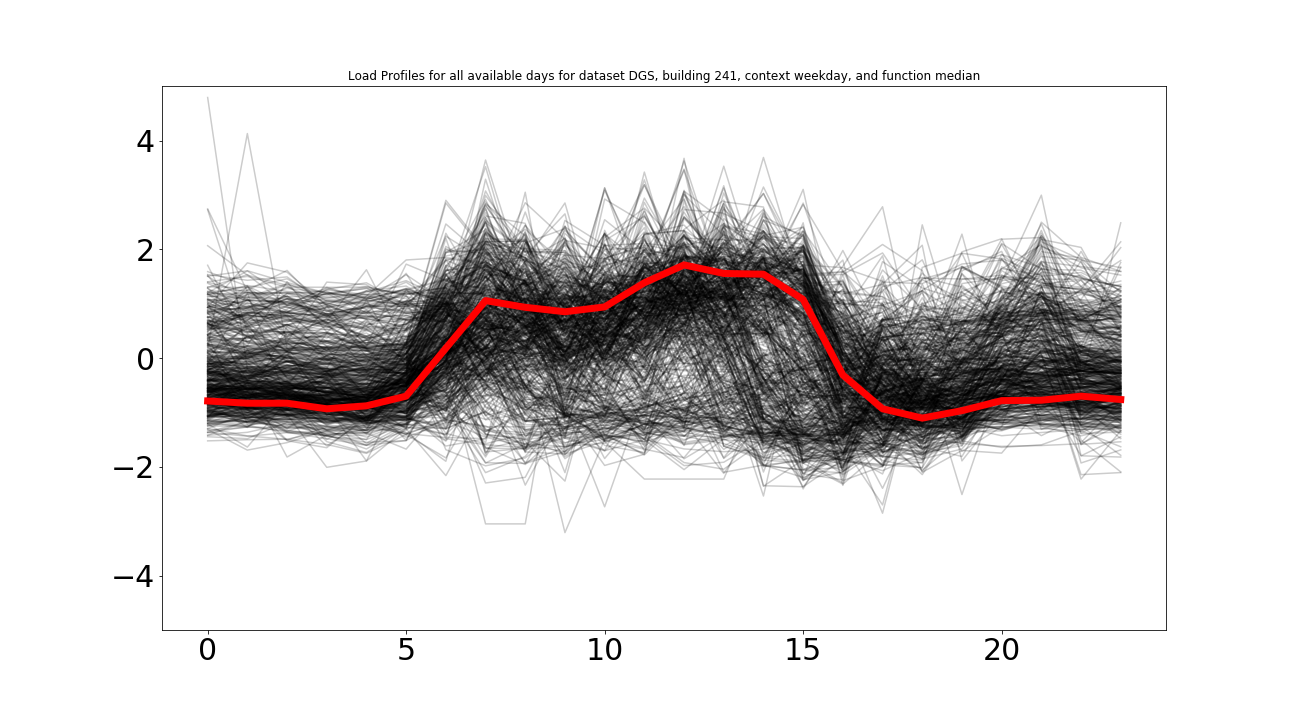 Load Profiles for all available days for dataset DGS, building 241, context weekday, and function median
4
2
0
−2
−4
0 5 10 15 20